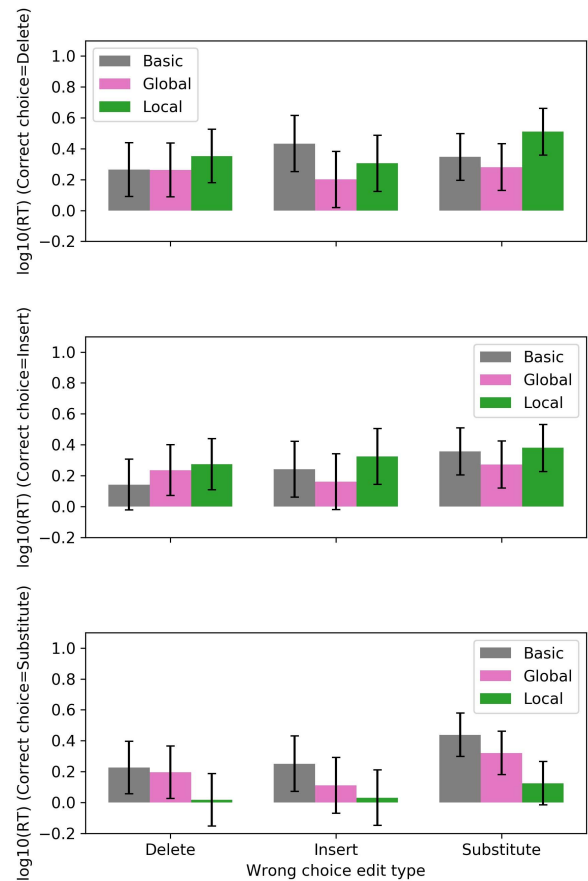 log10(RT) (Correct choice=Delete)
1.0
0.8
0.6
0.4
0.2
0.0
−0.2
Basic
Global
Local
log10(RT) (Correct choice=Insert)
1.0
0.8
0.6
0.4
0.2
0.0
−0.2
Basic
Global
Local
log10(RT) (Correct choice=Substitute)
1.0
0.8
0.6
0.4
0.2
0.0
−0.2
Basic
Global
Local
Delete Insert Substitute
Wrong choice edit type